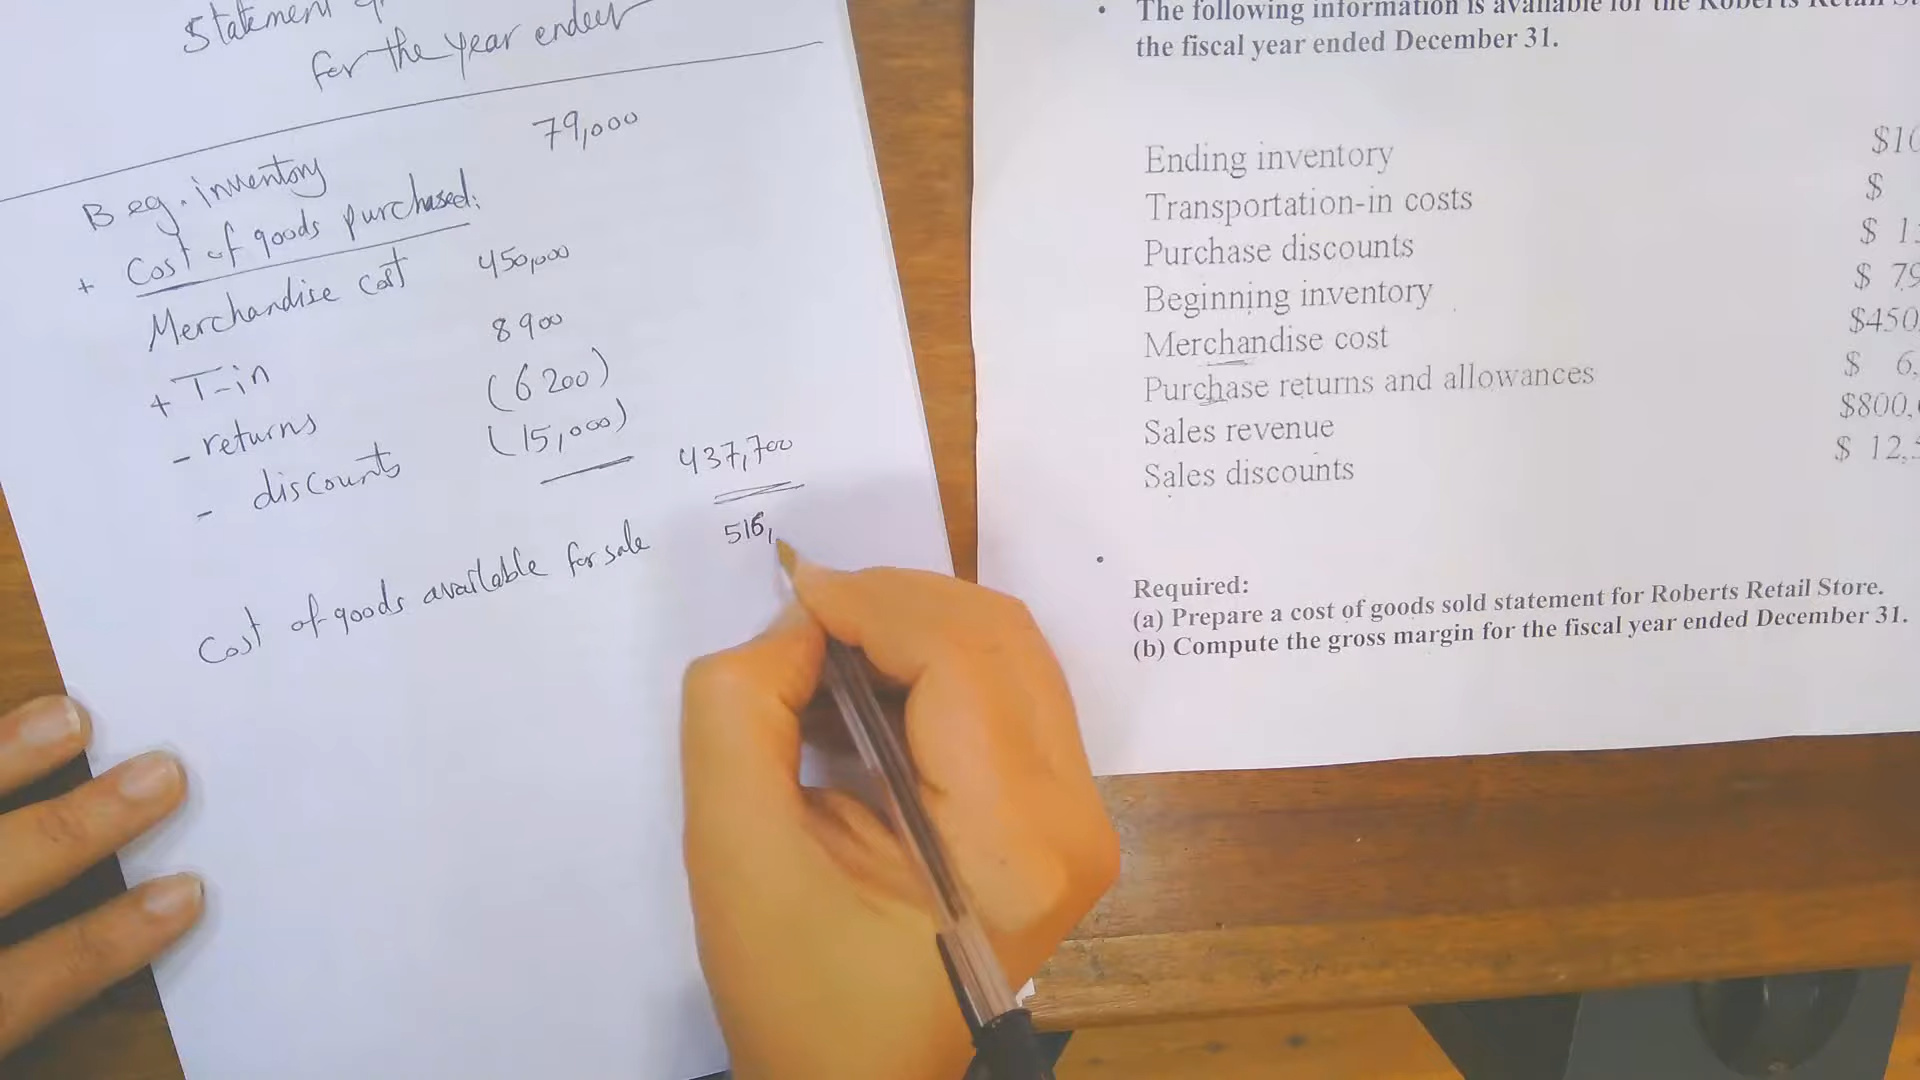 Statement
for the year ended
Beg. inventory 79,000
+ Cost of goods purchased:
Merchandise cost 450,000
+ T-in 8900
- returns (6200)
- discounts (15,000)
437,700
Cost of goods available for sale 516,
• The following information is available for the Roberts Retail
the fiscal year ended December 31.
Ending inventory $10
Transportation-in costs $
Purchase discounts $ 1
Beginning inventory $ 79
Merchandise cost $450
Purchase returns and allowances $ 6,
Sales revenue $800,
Sales discounts $ 12,
•
Required:
(a) Prepare a cost of goods sold statement for Roberts Retail Store.
(b) Compute the gross margin for the fiscal year ended December 31.